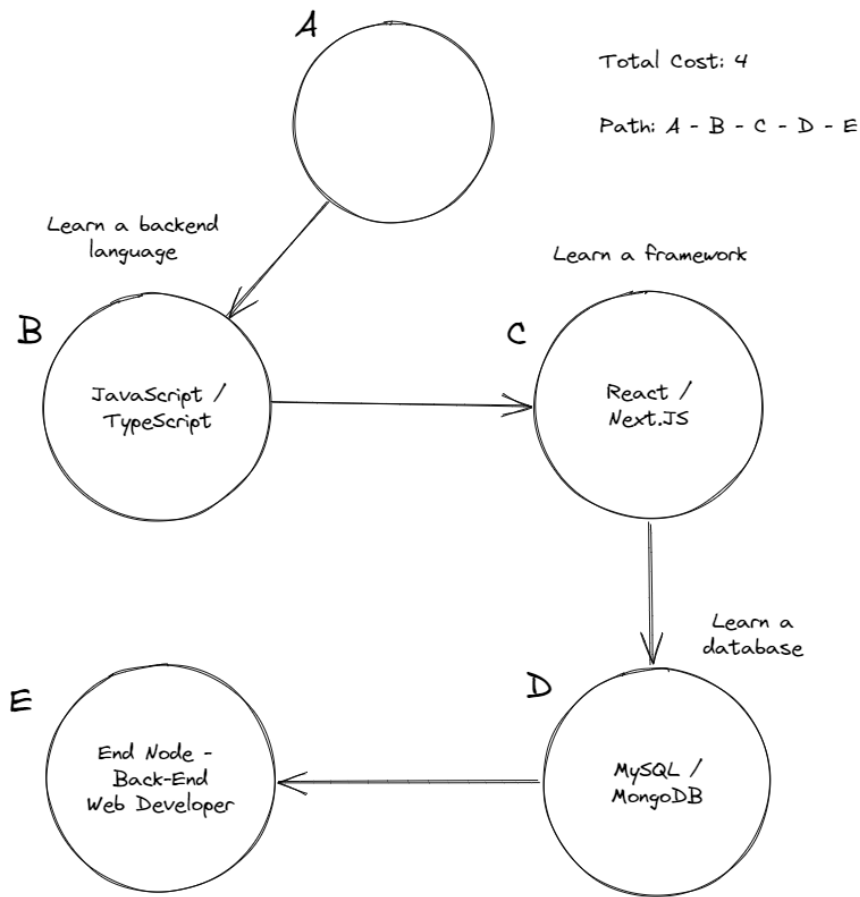 A
Total Cost: 4
Path: A - B - C - D - E
Learn a backend
language
Learn a framework
B
JavaScript /
TypeScript
C
React /
Next.JS
Learn a
database
E
End Node -
Back-End
Web Developer
D
MySQL /
MongoDB